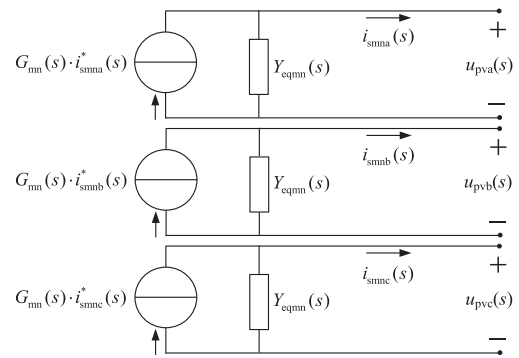 i_smna(s)
+
G_mn(s)·i*_smna(s)
Y_eqmn(s)
u_pva(s)
−
i_smnb(s)
+
G_mn(s)·i*_smnb(s)
Y_eqmn(s)
u_pvb(s)
−
i_smnc(s)
+
G_mn(s)·i*_smnc(s)
Y_eqmn(s)
u_pvc(s)
−